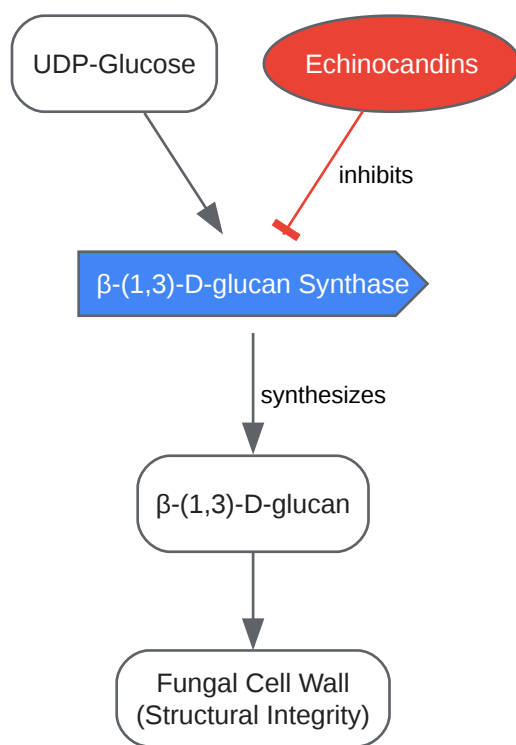 UDP-Glucose
Echinocandins
inhibits
β-(1,3)-D-glucan Synthase
synthesizes
β-(1,3)-D-glucan
Fungal Cell Wall
(Structural Integrity)